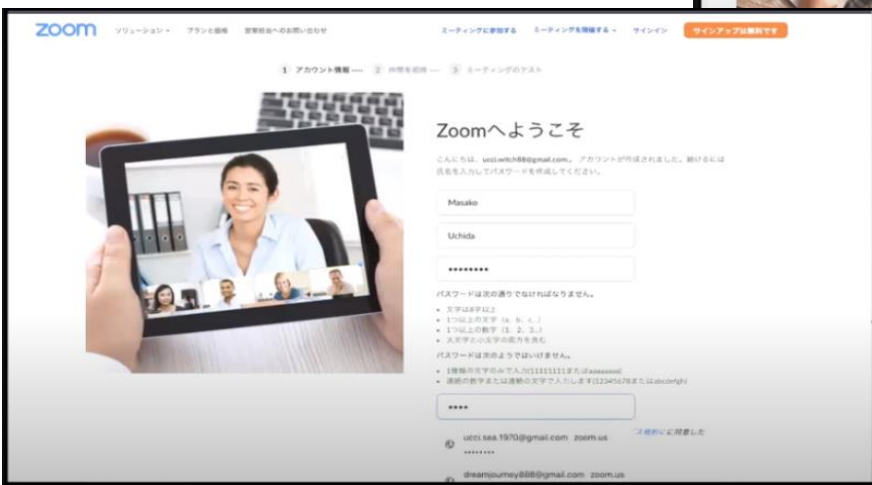 zoom ソリューション プランと価格 営業担当へのお問い合わせ ミーティングに参加する ミーティングを開催する サインイン サインアップは無料です
1 アカウント情報 ---- 2 仲間を招待 --- 3 ミーティングのテスト
Zoomへようこそ
こんにちは、ucci.witch88@gmail.com。 アカウントが作成されました。続けるには
氏名を入力してパスワードを作成してください。
Masako
Uchida
••••••••
パスワードは次の通りでなければなりません。
• 文字は8字以上
• 1つ以上の文字（a、b、c...）
• 1つ以上の数字（1、2、3...）
• 大文字と小文字の両方を含む
パスワードは次のようではいけません。
• 1種類の文字のみで入力(11111111またはaaaaaaaa)
• 連続の数字または連続の文字で入力します(12345678またはabcdefgh)
••••
に同意した
ucci.sea.1970@gmail.com zoom.us
••••••••
dreamjourney888@gmail.com zoom.us